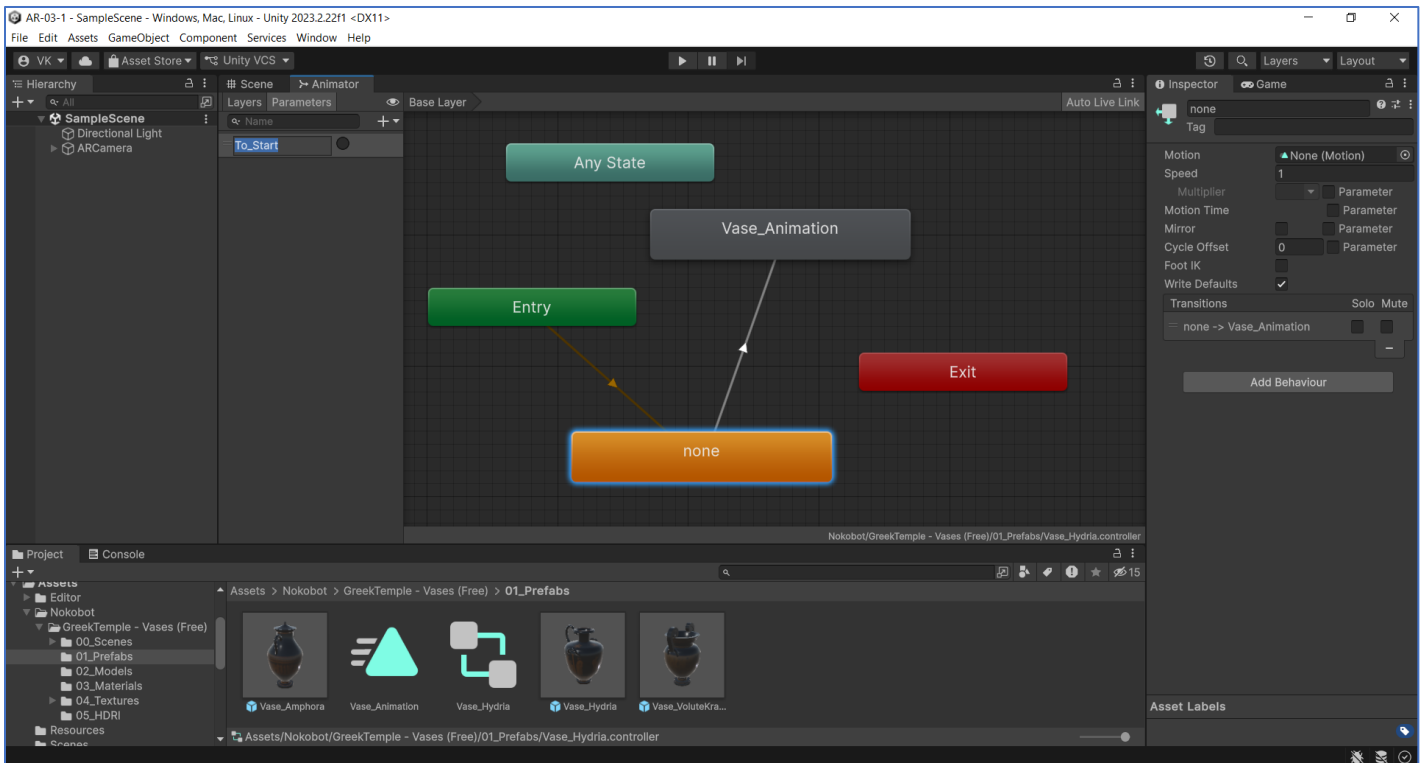 AR-03-1 - SampleScene - Windows, Mac, Linux - Unity 2023.2.22f1 <DX11>
File Edit Assets GameObject Component Services Window Help
VK Asset Store Unity VCS Layers Layout
Hierarchy
All
SampleScene
Directional Light
ARCamera
Scene Animator
Layers Parameters Base Layer Auto Live Link
Name
To_Start
Any State
Vase_Animation
Entry
Exit
none
Nokobot/GreekTemple - Vases (Free)/01_Prefabs/Vase_Hydria.controller
Inspector Game
none
Tag
Motion None (Motion)
Speed 1
Multiplier Parameter
Motion Time Parameter
Mirror Parameter
Cycle Offset 0 Parameter
Foot IK
Write Defaults
Transitions Solo Mute
none -> Vase_Animation
Add Behaviour
Asset Labels
Project Console
15
Assets
Editor
Nokobot
GreekTemple - Vases (Free)
00_Scenes
01_Prefabs
02_Models
03_Materials
04_Textures
05_HDRI
Resources
Scenes
Assets > Nokobot > GreekTemple - Vases (Free) > 01_Prefabs
Vase_Amphora Vase_Animation Vase_Hydria Vase_Hydria Vase_VoluteKra...
Assets/Nokobot/GreekTemple - Vases (Free)/01_Prefabs/Vase_Hydria.controller